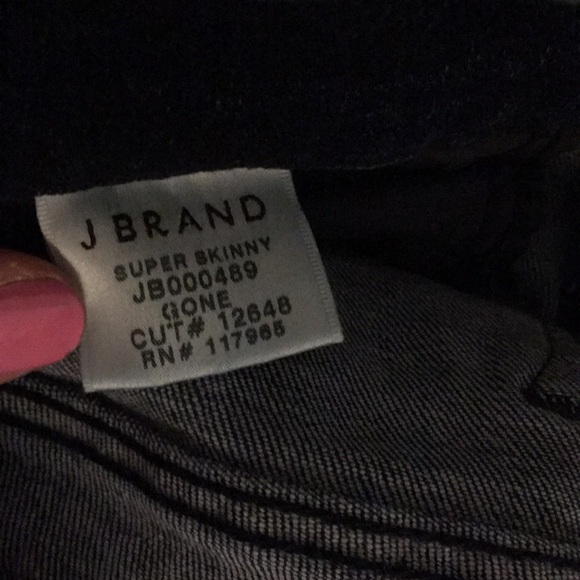 J BRAND
SUPER SKINNY
JB000489
GONE
CUT# 12648
RN# 117965